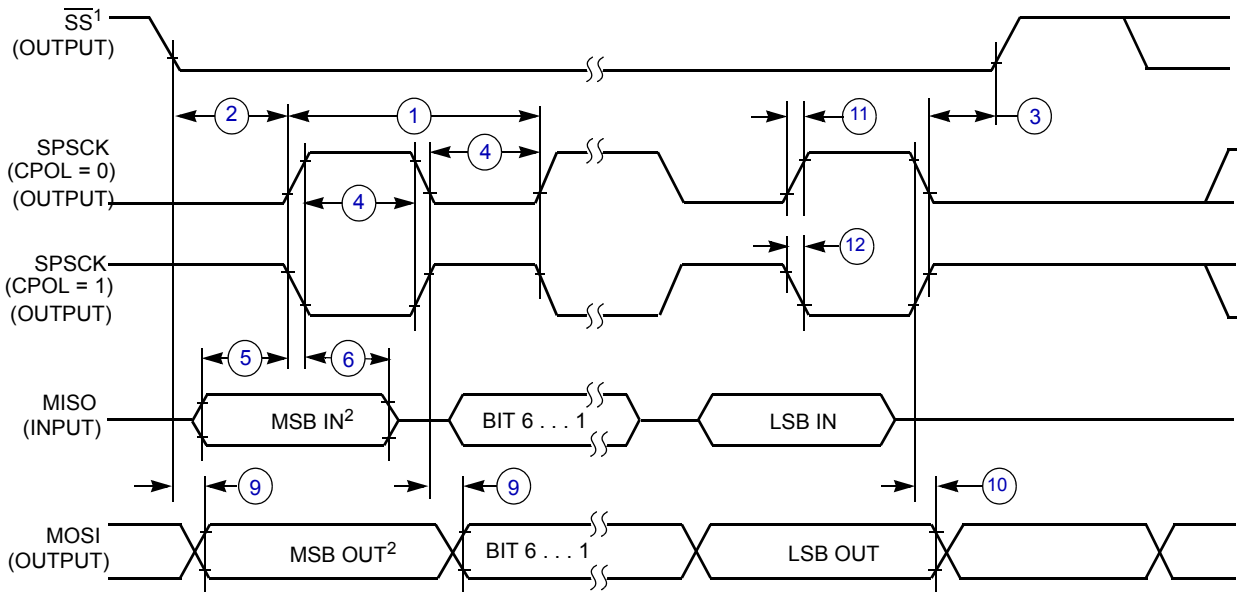 SS¹
(OUTPUT)
2
1
11
3
SPSCK
(CPOL = 0)
(OUTPUT)
4
4
12
SPSCK
(CPOL = 1)
(OUTPUT)
5
6
MISO
(INPUT)
MSB IN²
BIT 6 . . . 1
LSB IN
9
9
10
MOSI
(OUTPUT)
MSB OUT²
BIT 6 . . . 1
LSB OUT